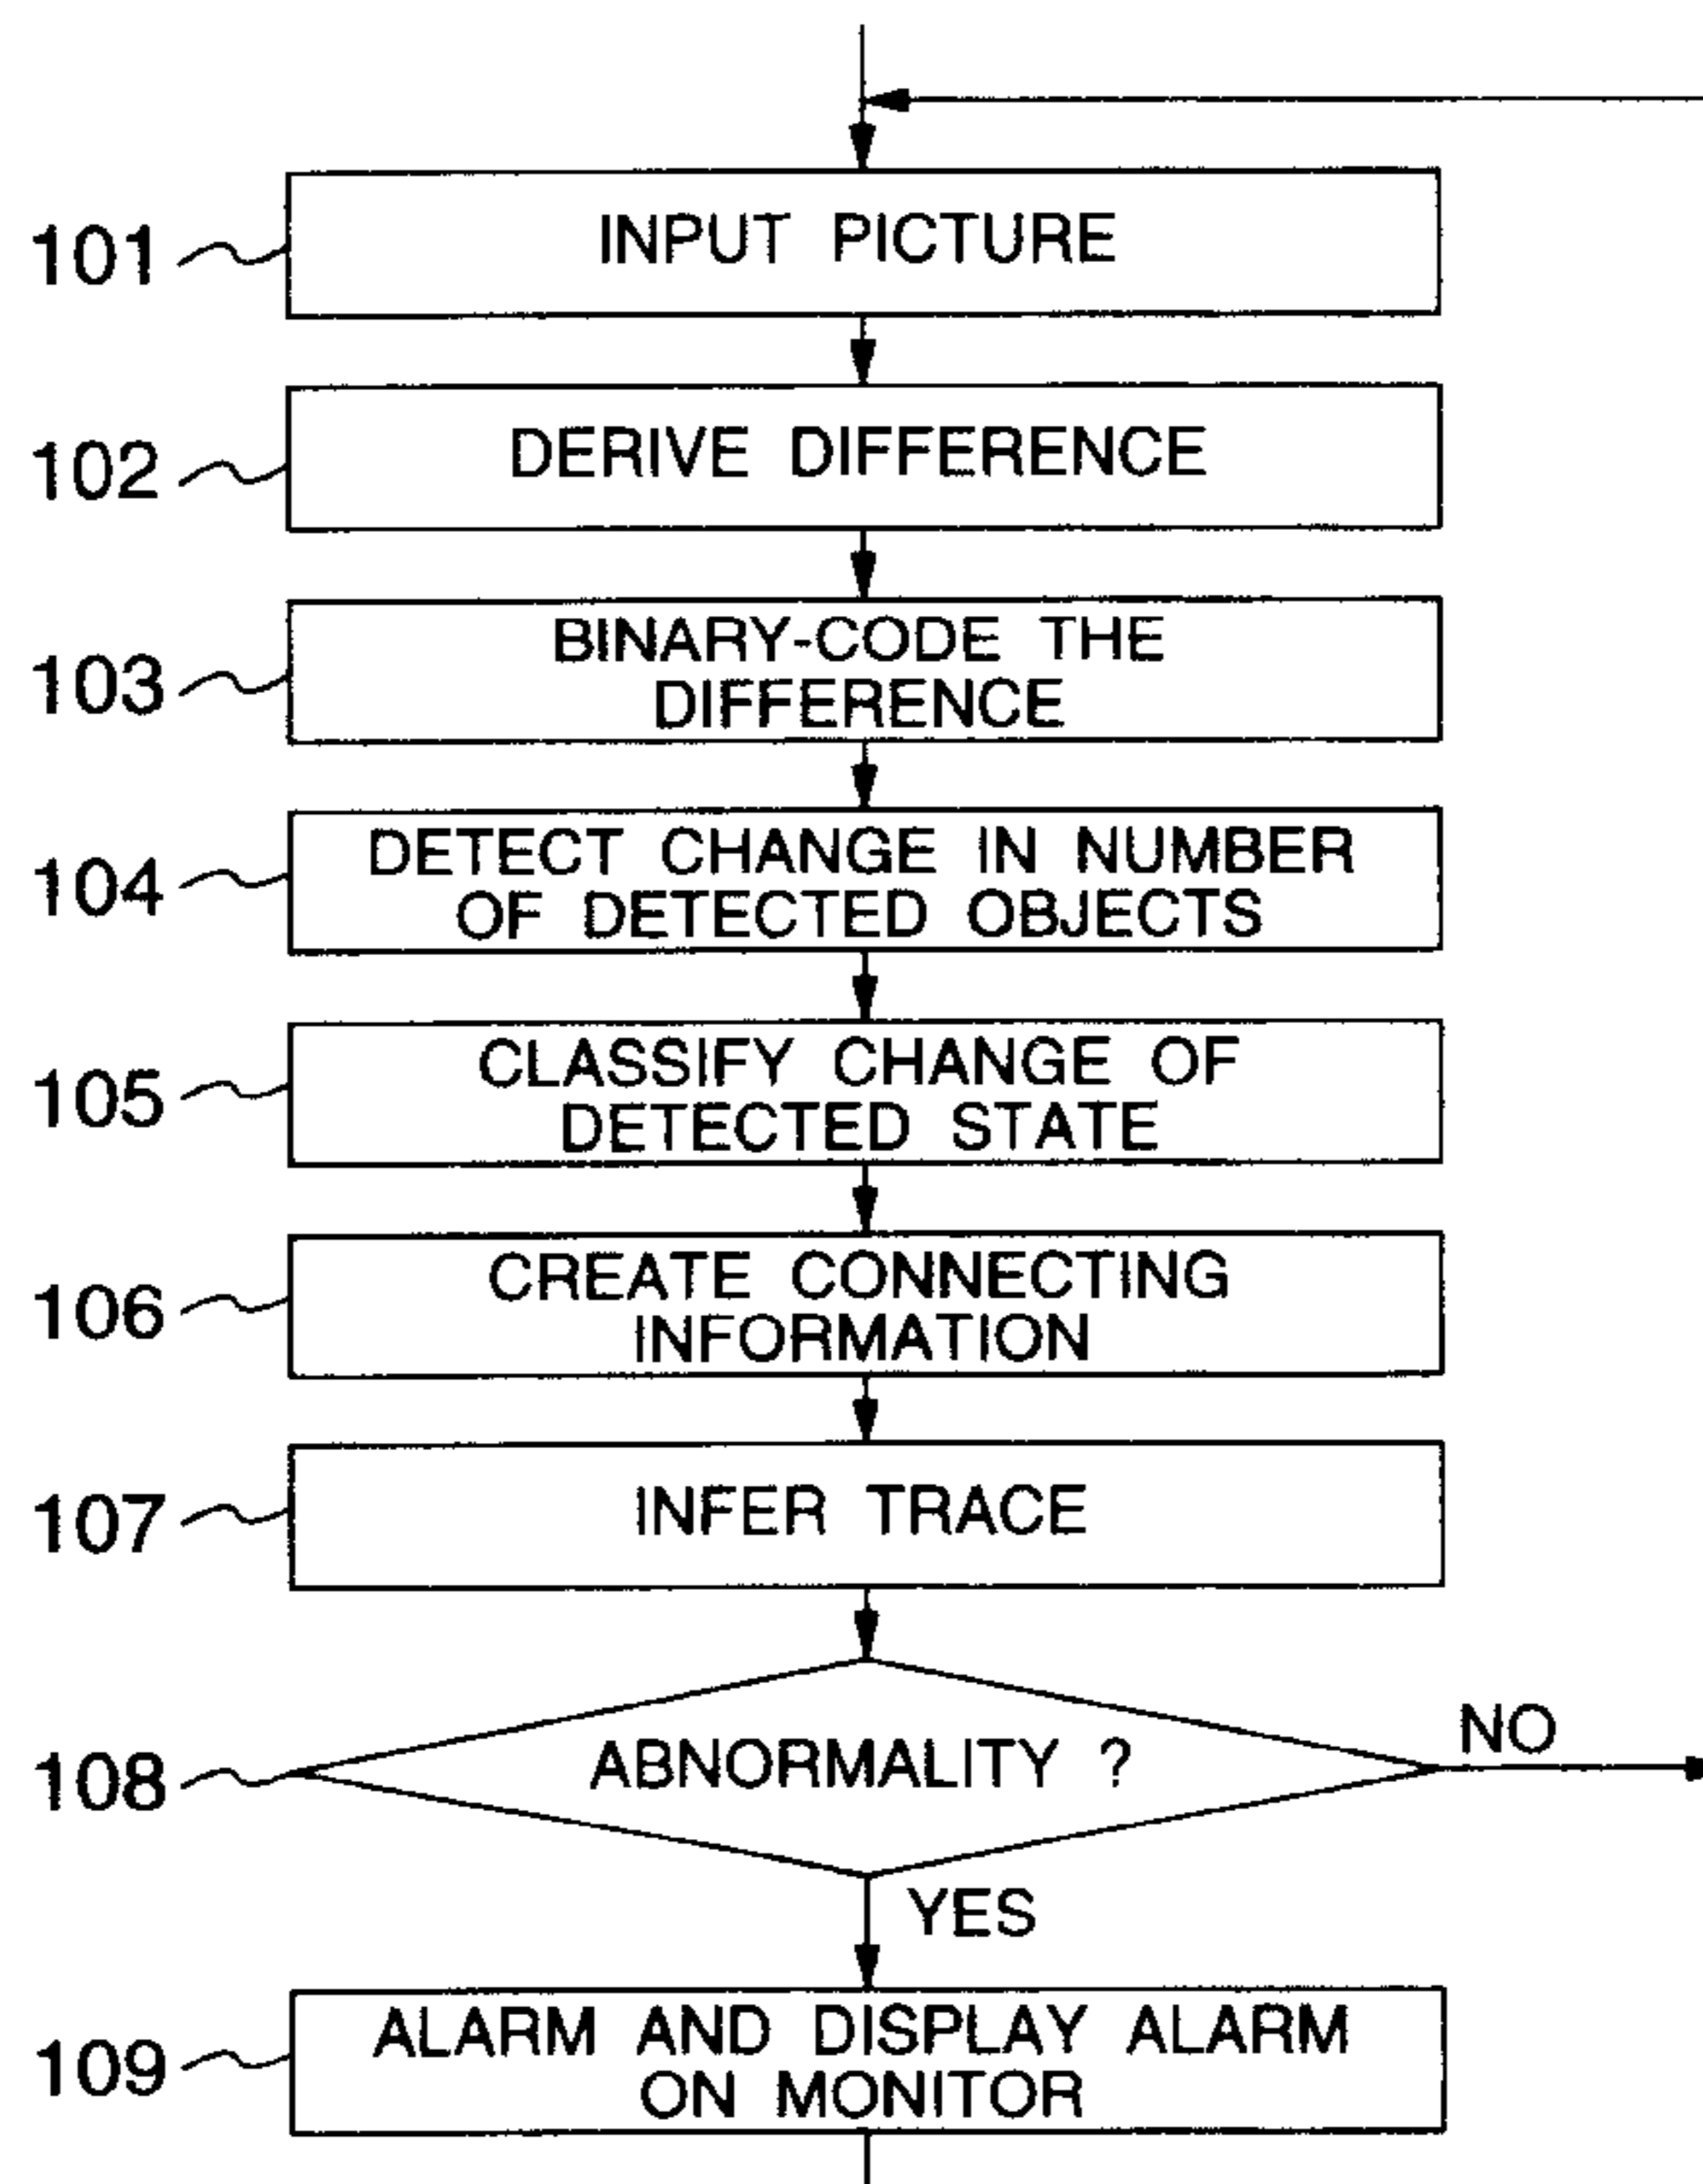 101 INPUT PICTURE
102 DERIVE DIFFERENCE
103 BINARY-CODE THE
DIFFERENCE
104 DETECT CHANGE IN NUMBER
OF DETECTED OBJECTS
105 CLASSIFY CHANGE OF
DETECTED STATE
106 CREATE CONNECTING
INFORMATION
107 INFER TRACE
NO
108 ABNORMALITY ?
YES
109 ALARM AND DISPLAY ALARM
ON MONITOR